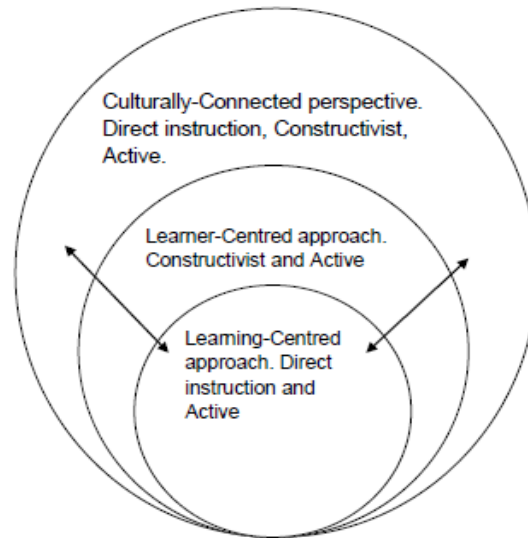 Culturally-Connected perspective.
Direct instruction, Constructivist,
Active.
Learner-Centred approach.
Constructivist and Active
Learning-Centred
approach. Direct
instruction and
Active